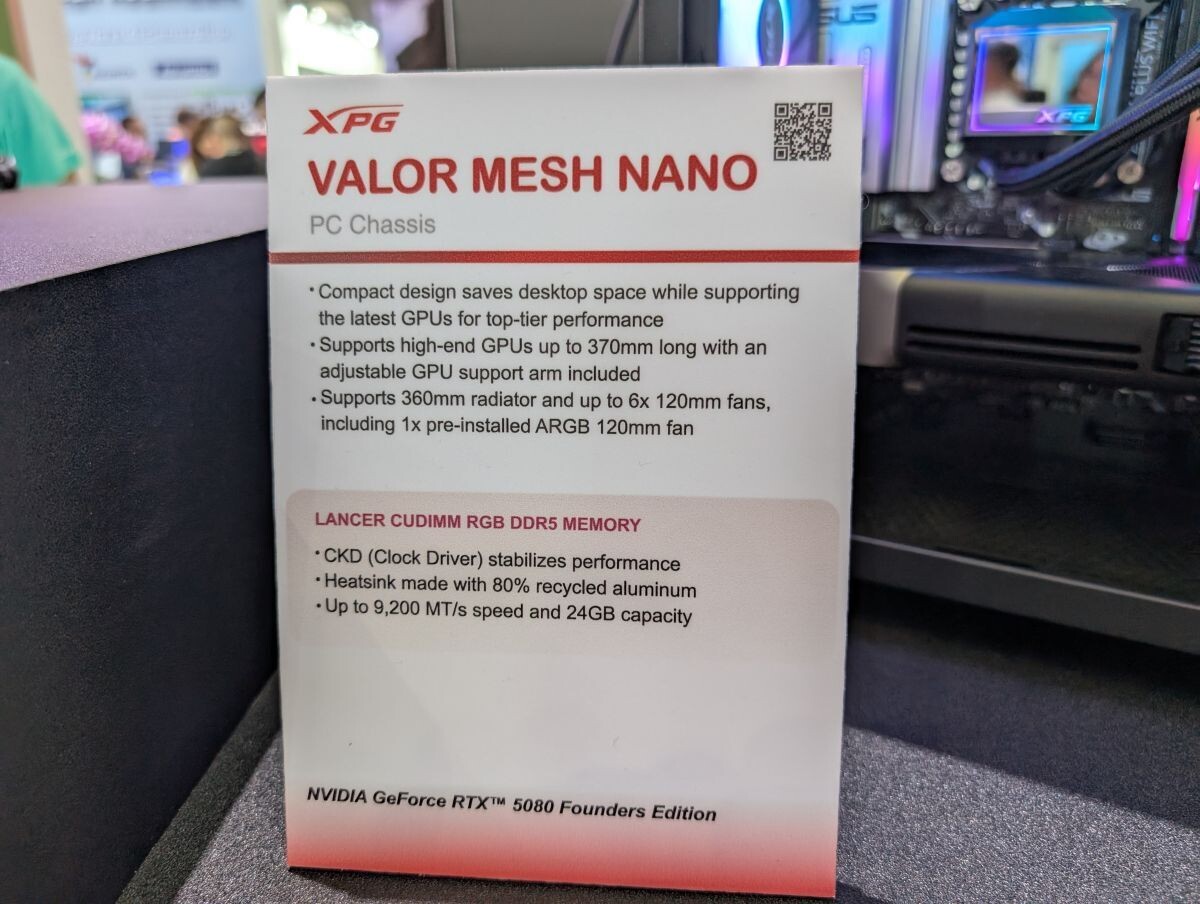 XPG
VALOR MESH NANO
PC Chassis
• Compact design saves desktop space while supporting
the latest GPUs for top-tier performance
• Supports high-end GPUs up to 370mm long with an
adjustable GPU support arm included
• Supports 360mm radiator and up to 6x 120mm fans,
including 1x pre-installed ARGB 120mm fan
LANCER CUDIMM RGB DDR5 MEMORY
• CKD (Clock Driver) stabilizes performance
• Heatsink made with 80% recycled aluminum
• Up to 9,200 MT/s speed and 24GB capacity
NVIDIA GeForce RTX™ 5080 Founders Edition
XPG
PLUS WIFI